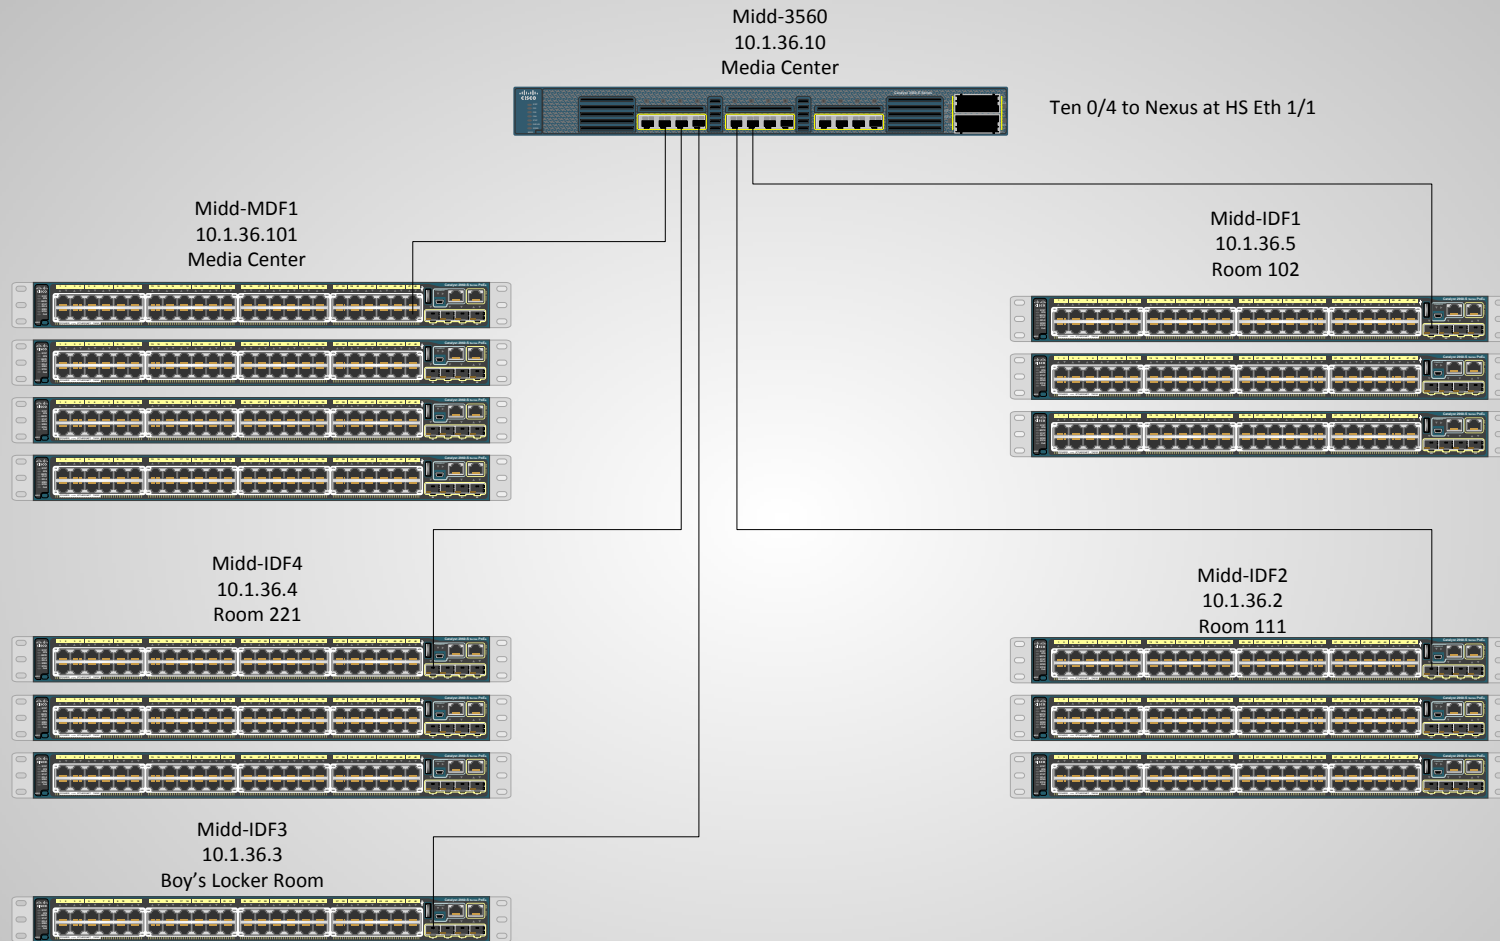 Midd-3560
10.1.36.10
Media Center
CISCO
Ten 0/4 to Nexus at HS Eth 1/1
Midd-MDF1
10.1.36.101
Media Center
Midd-IDF1
10.1.36.5
Room 102
Midd-IDF4
10.1.36.4
Room 221
Midd-IDF2
10.1.36.2
Room 111
Midd-IDF3
10.1.36.3
Boy's Locker Room